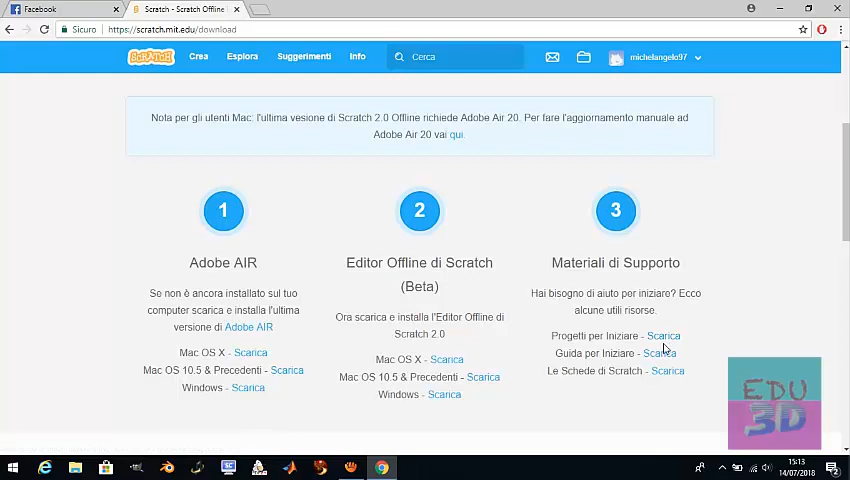 Facebook
Scratch - Scratch Offline
Sicuro
https://scratch.mit.edu/download
SCRATCH
Crea
Esplora
Suggerimenti
Info
Cerca
michelangelo97
Nota per gli utenti Mac: l'ultima versione di Scratch 2.0 Offline richiede Adobe Air 20. Per fare l'aggiornamento manuale ad
Adobe Air 20 vai qui.
1
Adobe AIR
Se non è ancora installato sul tuo
computer scarica e installa l'ultima
versione di Adobe AIR
Mac OS X - Scarica
Mac OS 10.5 & Precedenti - Scarica
Windows - Scarica
2
Editor Offline di Scratch
(Beta)
Ora scarica e installa l'Editor Offline di
Scratch 2.0
Mac OS X - Scarica
Mac OS 10.5 & Precedenti - Scarica
Windows - Scarica
3
Materiali di Supporto
Hai bisogno di aiuto per iniziare? Ecco
alcune utili risorse.
Progetti per Iniziare - Scarica
Guida per Iniziare - Scarica
Le Schede di Scratch - Scarica
EDU
3D
15:13
14/07/2018